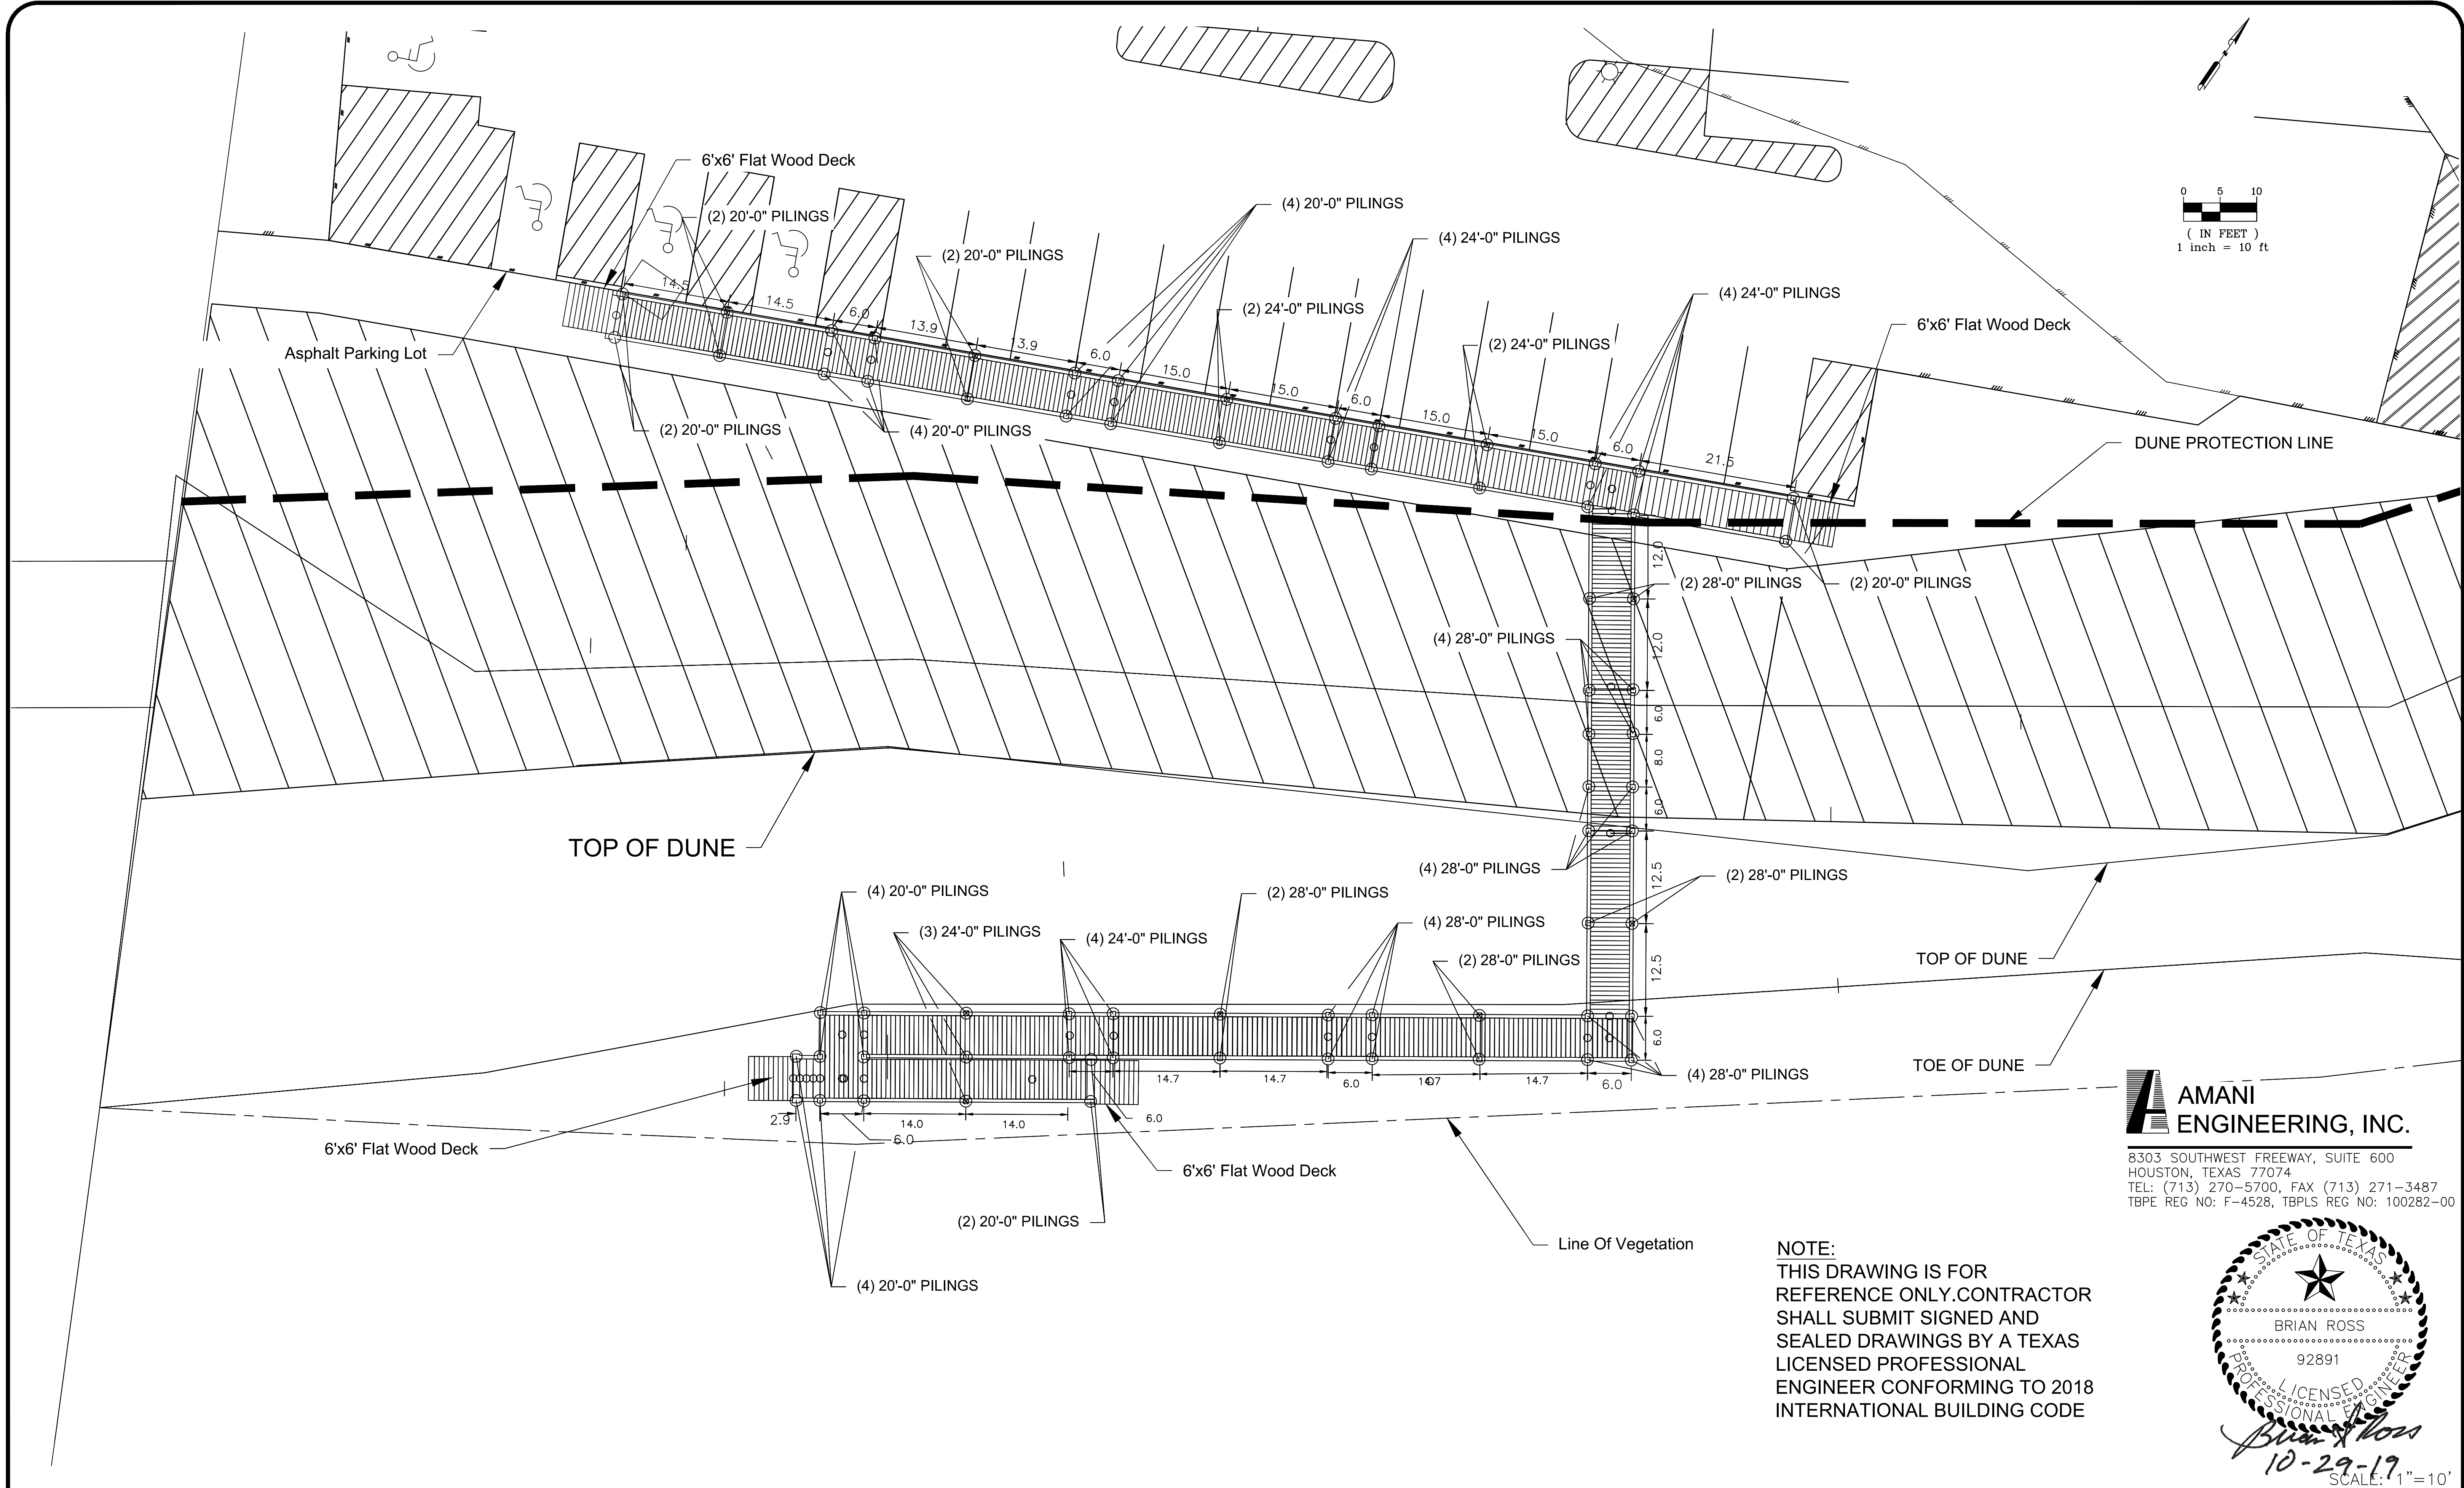 0 5 10
( IN FEET )
1 inch = 10 ft
6'x6' Flat Wood Deck
(2) 20'-0" PILINGS
(4) 20'-0" PILINGS
(2) 20'-0" PILINGS
(4) 24'-0" PILINGS
(2) 24'-0" PILINGS
(4) 24'-0" PILINGS
(2) 24'-0" PILINGS
6'x6' Flat Wood Deck
Asphalt Parking Lot
14.5
14.5
6.0
13.9
13.9
6.0
15.0
15.0
6.0
15.0
15.0
6.0
21.5
(2) 20'-0" PILINGS
(4) 20'-0" PILINGS
DUNE PROTECTION LINE
12.0
(2) 28'-0" PILINGS
(2) 20'-0" PILINGS
(4) 28'-0" PILINGS
12.0
6.0
8.0
6.0
TOP OF DUNE
(4) 28'-0" PILINGS
12.5
(2) 28'-0" PILINGS
(4) 20'-0" PILINGS
(2) 28'-0" PILINGS
(3) 24'-0" PILINGS
(4) 24'-0" PILINGS
(4) 28'-0" PILINGS
(2) 28'-0" PILINGS
12.5
TOP OF DUNE
6.0
TOE OF DUNE
(4) 28'-0" PILINGS
14.7
14.7
6.0
14.7
14.7
6.0
2.9
6.0
14.0
14.0
6.0
6'x6' Flat Wood Deck
6'x6' Flat Wood Deck
(2) 20'-0" PILINGS
(4) 20'-0" PILINGS
Line Of Vegetation
AMANI
ENGINEERING, INC.
8303 SOUTHWEST FREEWAY, SUITE 600
HOUSTON, TEXAS 77074
TEL: (713) 270-5700, FAX (713) 271-3487
TBPE REG NO: F-4528, TBPLS REG NO: 100282-00
NOTE:
THIS DRAWING IS FOR
REFERENCE ONLY.CONTRACTOR
SHALL SUBMIT SIGNED AND
SEALED DRAWINGS BY A TEXAS
LICENSED PROFESSIONAL
ENGINEER CONFORMING TO 2018
INTERNATIONAL BUILDING CODE
STATE OF TEXAS
BRIAN ROSS
92891
LICENSED
PROFESSIONAL ENGINEER
Brian Ross
10-29-19
SCALE: 1"=10'